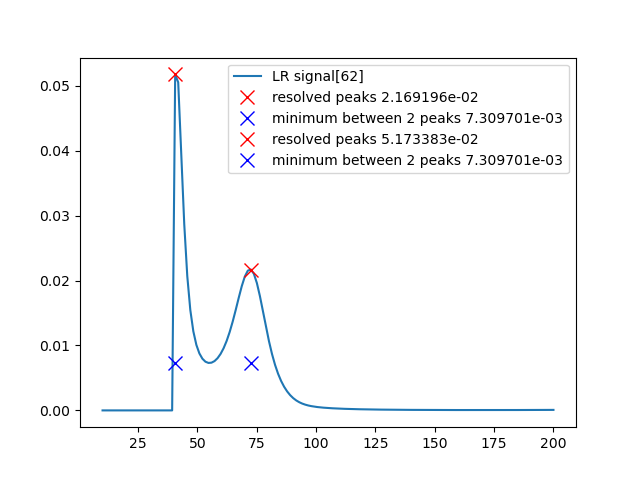 LR signal[62]
resolved peaks 2.169196e-02
minimum between 2 peaks 7.309701e-03
resolved peaks 5.173383e-02
minimum between 2 peaks 7.309701e-03
0.05
0.04
0.03
0.02
0.01
0.00
25 50 75 100 125 150 175 200